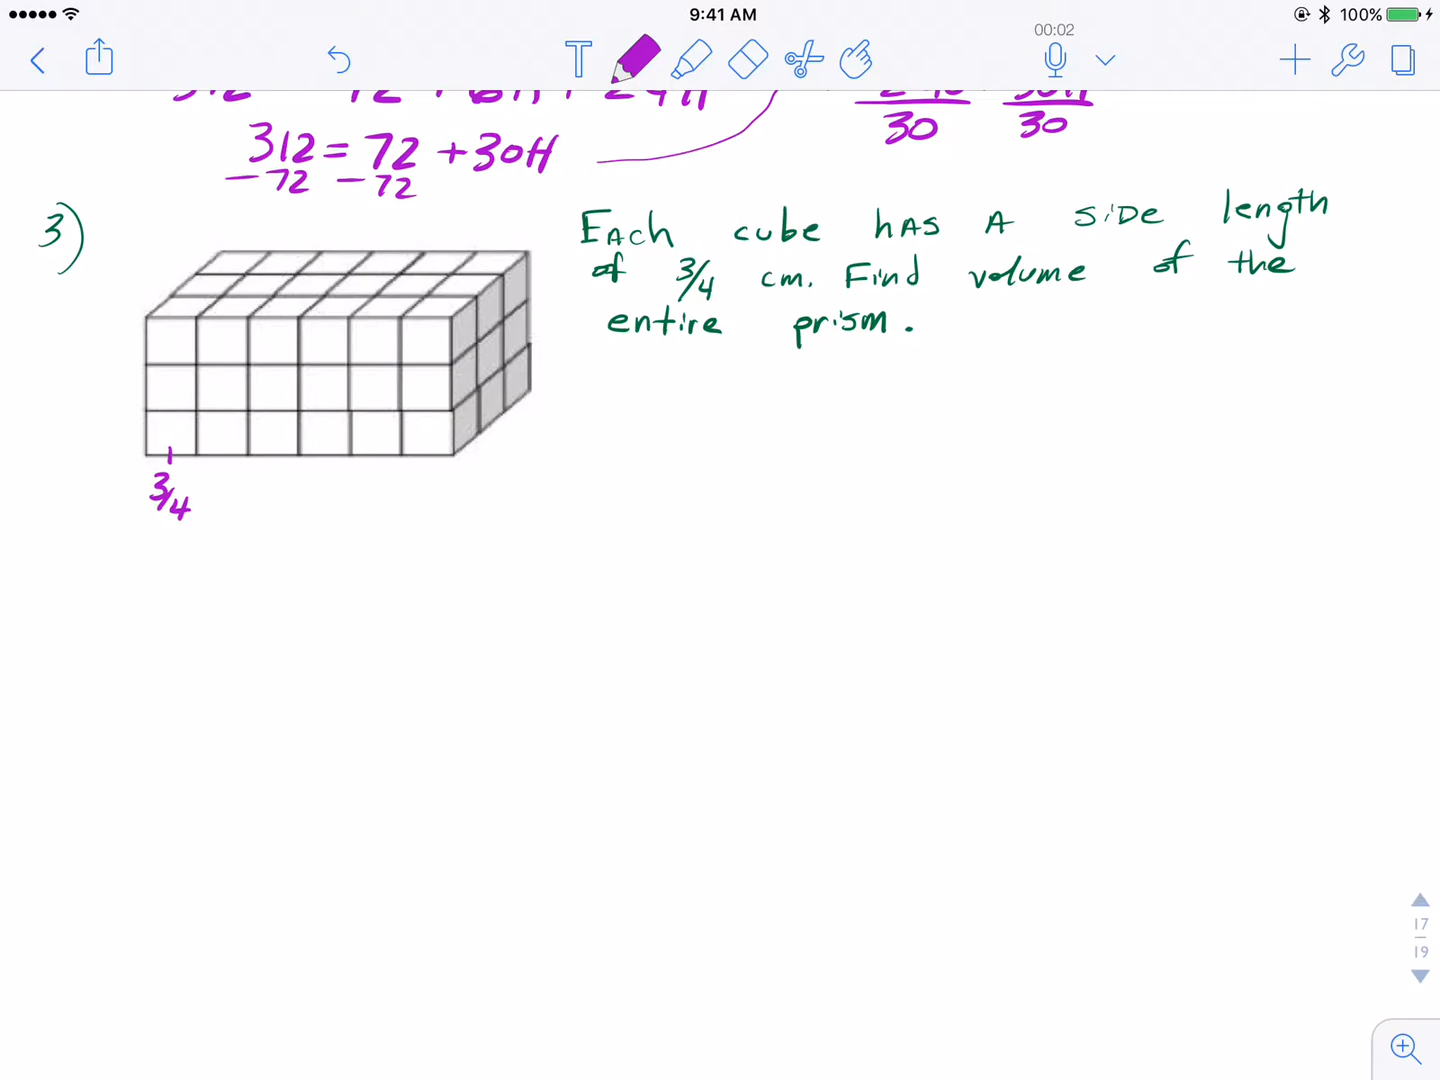 9:41 AM
100%
00:02
T
312 = 72 + 30H
-72 -72
30 30
3)
Each cube has A side length
of 3/4 cm. Find volume of the
entire prism.
3/4
17
19